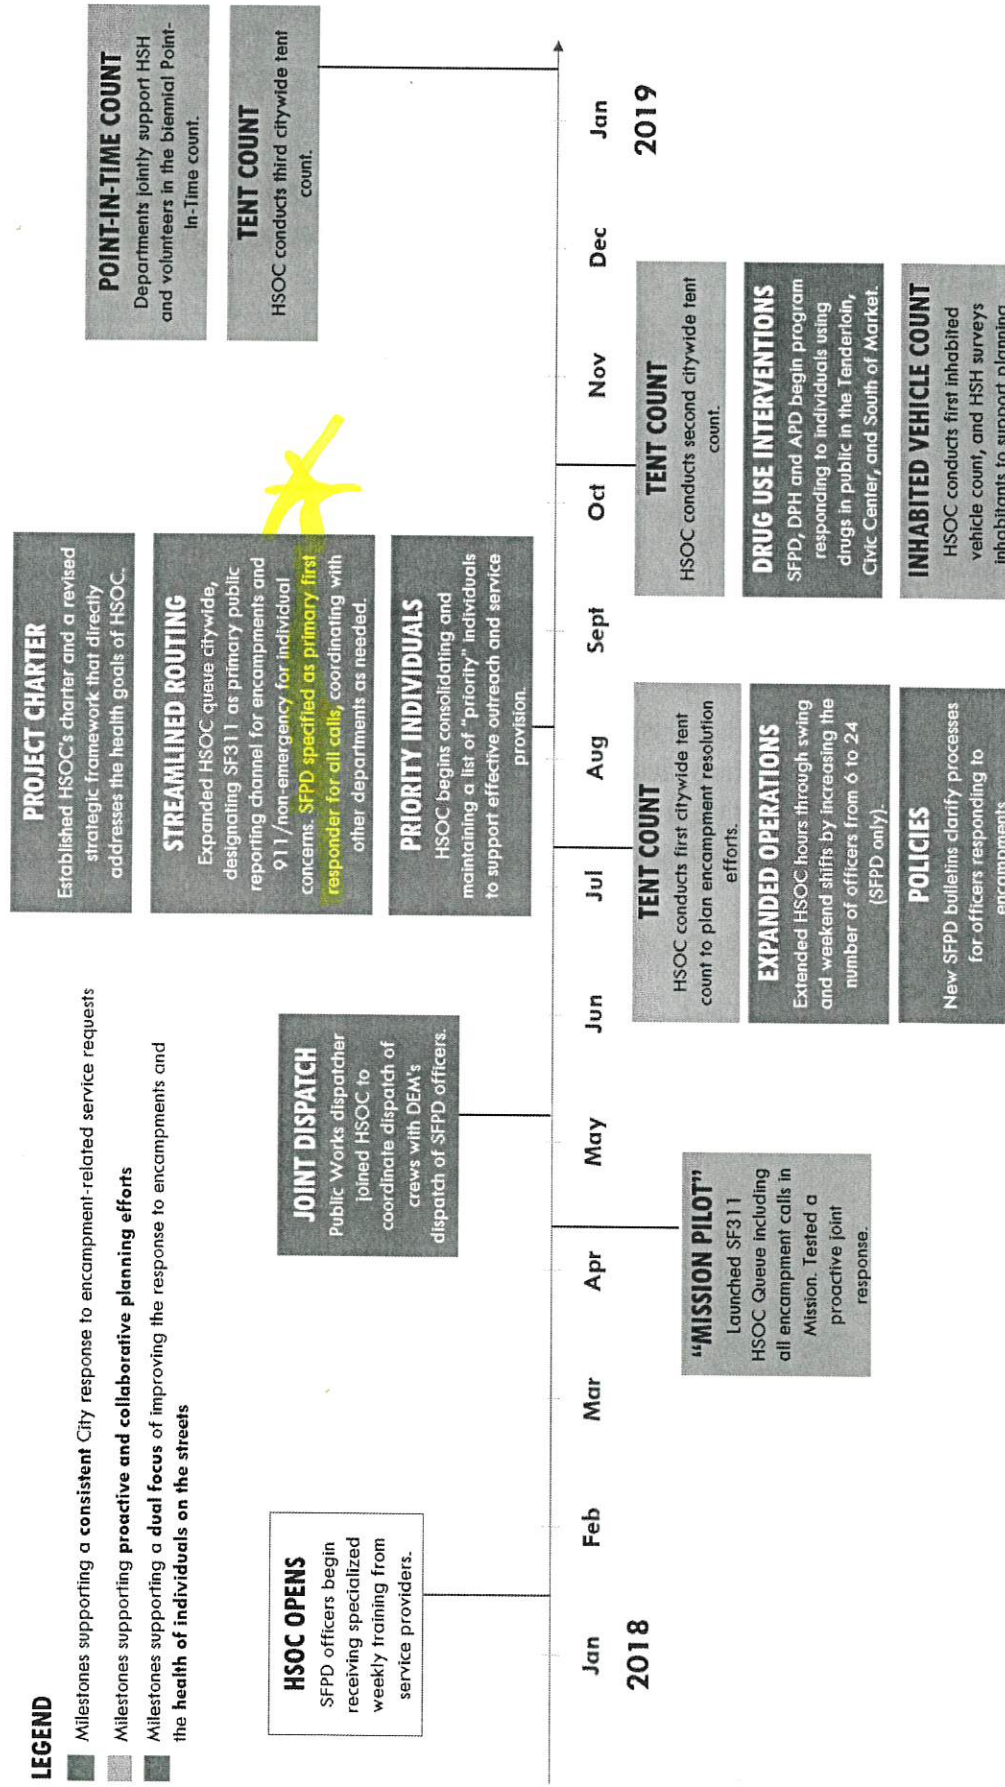 LEGEND
Milestones supporting a consistent City response to encampment-related service requests
Milestones supporting proactive and collaborative planning efforts
Milestones supporting a dual focus of improving the response to encampments and
the health of individuals on the streets
HSOC OPENS
SFPD officers begin
receiving specialized
weekly training from
service providers.
JOINT DISPATCH
Public Works dispatcher
joined HSOC to
coordinate dispatch of
crews with DEM's
dispatch of SFPD officers.
PROJECT CHARTER
Established HSOC's charter and a revised
strategic framework that directly
addresses the health goals of HSOC.
STREAMLINED ROUTING
Expanded HSOC queue citywide,
designating SF311 as primary public
reporting channel for encampments and
911/non-emergency for individual
concerns. SFPD specified as primary first
responder for all calls, coordinating with
other departments as needed.
PRIORITY INDIVIDUALS
HSOC begins consolidating and
maintaining a list of "priority" individuals
to support effective outreach and service
provision.
POINT-IN-TIME COUNT
Departments jointly support HSH
and volunteers in the biennial Point-
In-Time count.
TENT COUNT
HSOC conducts third citywide tent
count.
Jan Feb Mar Apr May Jun Jul Aug Sept Oct Nov Dec Jan
2018 2019
"MISSION PILOT"
Launched SF311
HSOC Queue including
all encampment calls in
Mission. Tested a
proactive joint
response.
TENT COUNT
HSOC conducts first citywide tent
count to plan encampment resolution
efforts.
EXPANDED OPERATIONS
Extended HSOC hours through swing
and weekend shifts by increasing the
number of officers from 6 to 24
(SFPD only).
POLICIES
New SFPD bulletins clarify processes
for officers responding to
encampments
TENT COUNT
HSOC conducts second citywide tent
count.
DRUG USE INTERVENTIONS
SFPD, DPH and APD begin program
responding to individuals using
drugs in public in the Tenderloin,
Civic Center, and South of Market.
INHABITED VEHICLE COUNT
HSOC conducts first inhabited
vehicle count, and HSH surveys
inhabitants to support planning